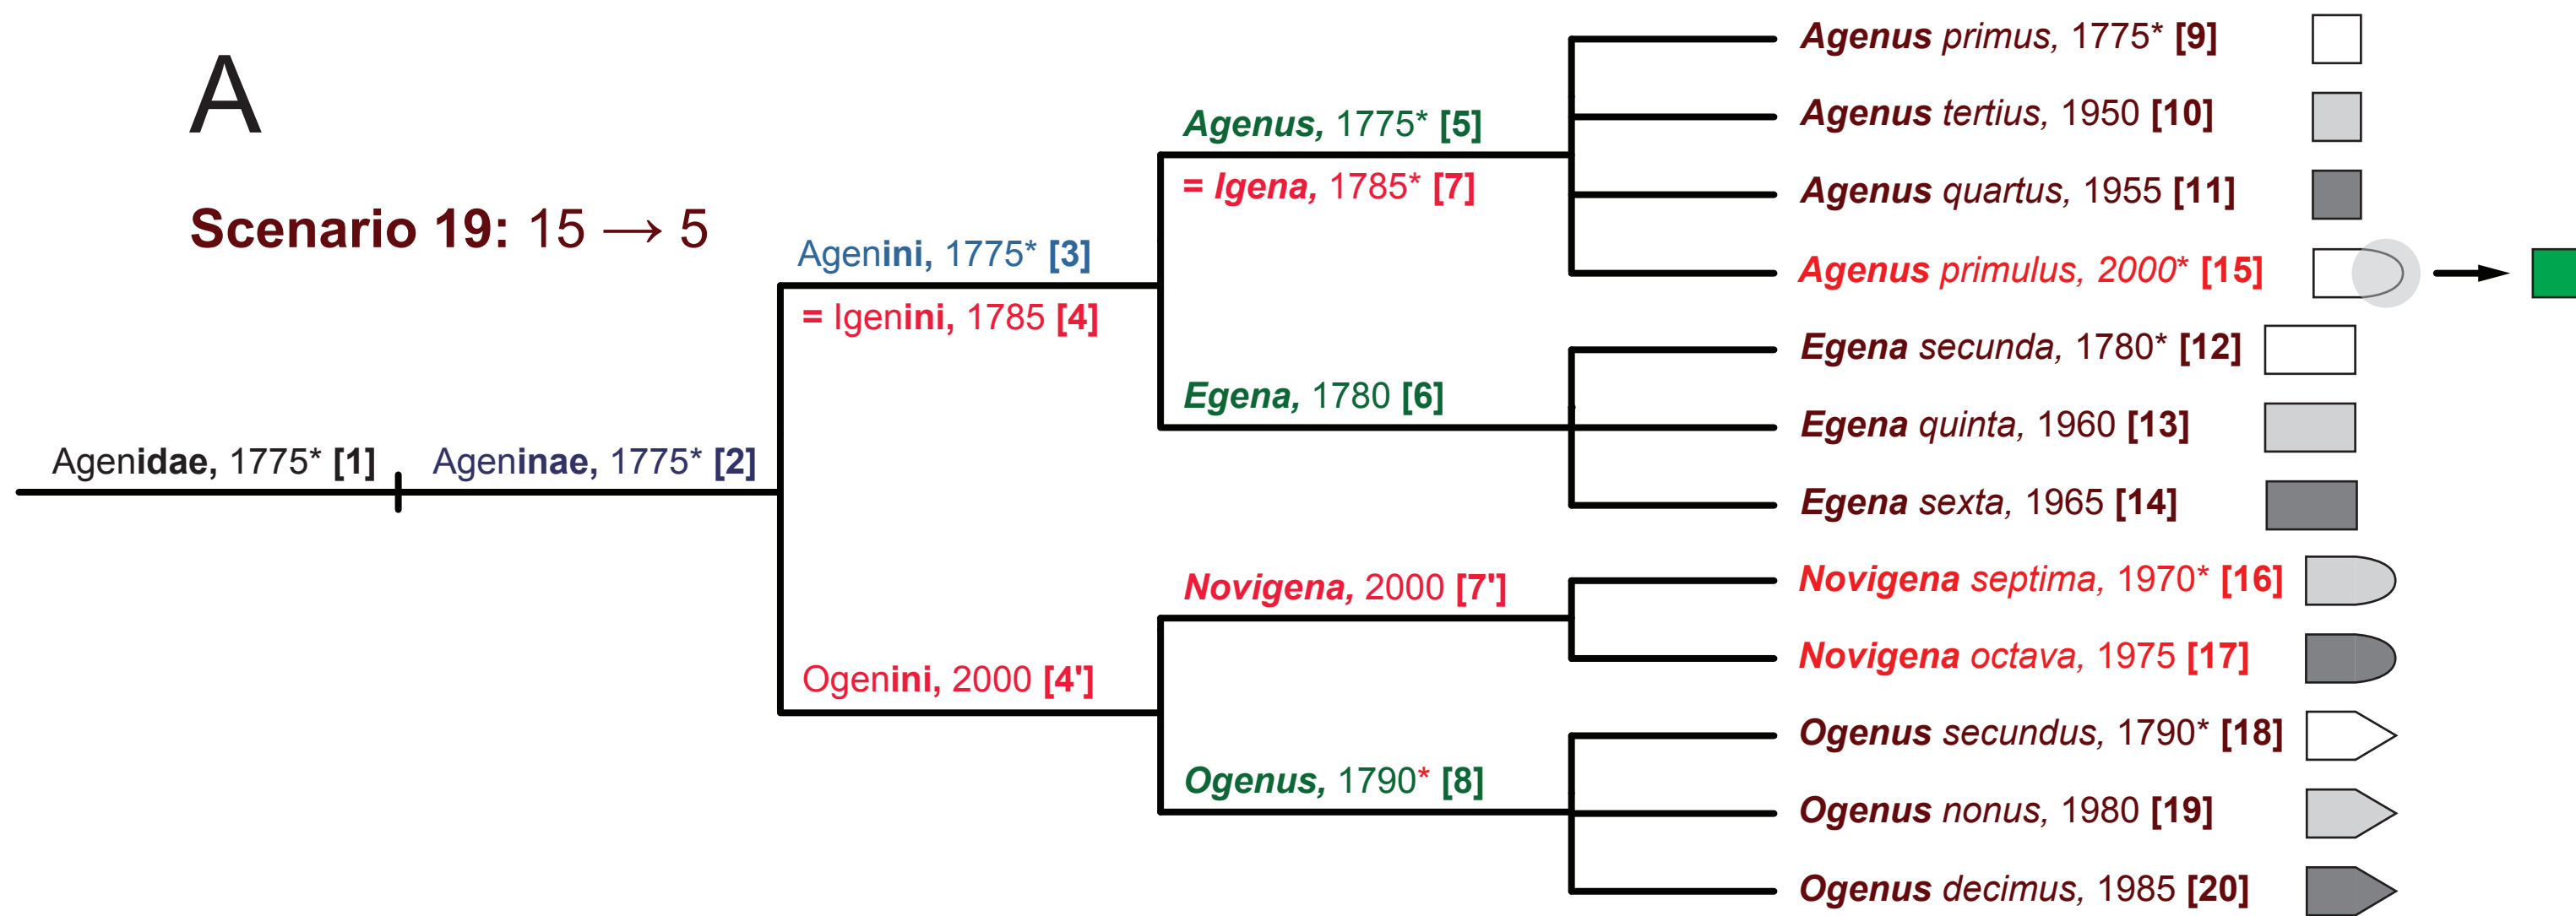 A
Scenario 19: 15 → 5
Agenidae, 1775* [1]
Ageninae, 1775* [2]
Agenini, 1775* [3]
= Igenini, 1785 [4]
Ogenini, 2000 [4']
Agenus, 1775* [5]
= Igena, 1785* [7]
Egena, 1780 [6]
Novigena, 2000 [7']
Ogenus, 1790* [8]
Agenus primus, 1775* [9]
Agenus tertius, 1950 [10]
Agenus quartus, 1955 [11]
Agenus primulus, 2000* [15]
Egena secunda, 1780* [12]
Egena quinta, 1960 [13]
Egena sexta, 1965 [14]
Novigena septima, 1970* [16]
Novigena octava, 1975 [17]
Ogenus secundus, 1790* [18]
Ogenus nonus, 1980 [19]
Ogenus decimus, 1985 [20]